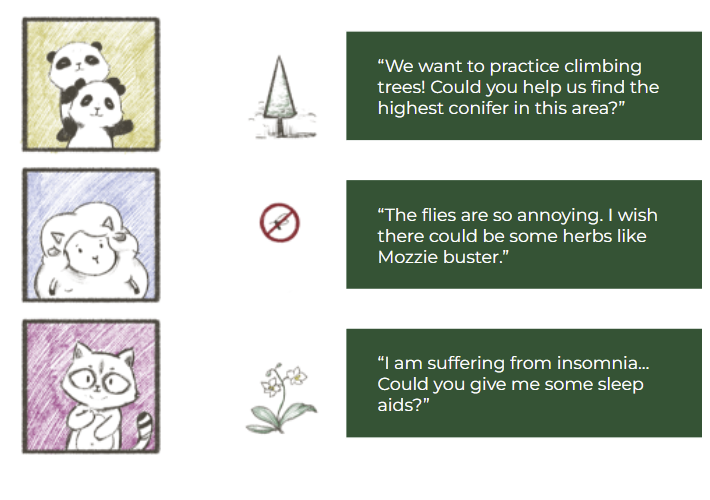 “We want to practice climbing
trees! Could you help us find the
highest conifer in this area?”
“The flies are so annoying. I wish
there could be some herbs like
Mozzie buster.”
“I am suffering from insomnia...
Could you give me some sleep
aids?”